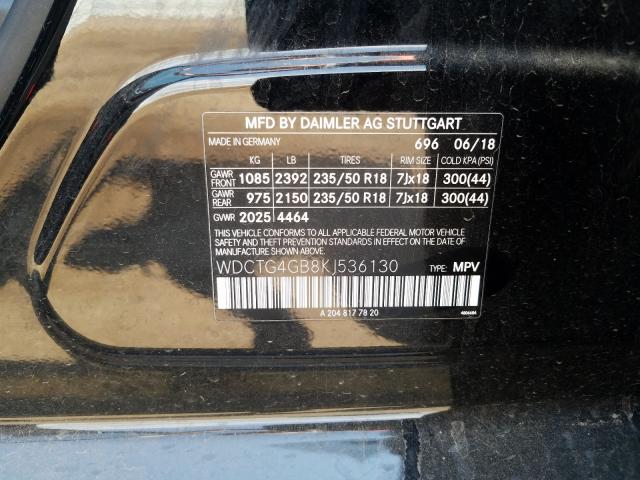 MFD BY DAIMLER AG STUTTGART
MADE IN GERMANY 696 06/18
KG LB TIRES RIM SIZE COLD KPA (PSI)
GAWR FRONT 1085 2392 235/50 R18 7Jx18 300(44)
GAWR REAR 975 2150 235/50 R18 7Jx18 300(44)
GVWR 2025 4464
THIS VEHICLE CONFORMS TO ALL APPLICABLE FEDERAL MOTOR VEHICLE
SAFETY AND THEFT PREVENTION STANDARDS IN EFFECT ON THE DATE
OF MANUFACTURE SHOWN ABOVE.
WDCTG4GB8KJ536130 TYPE: MPV
A 204 817 78 20